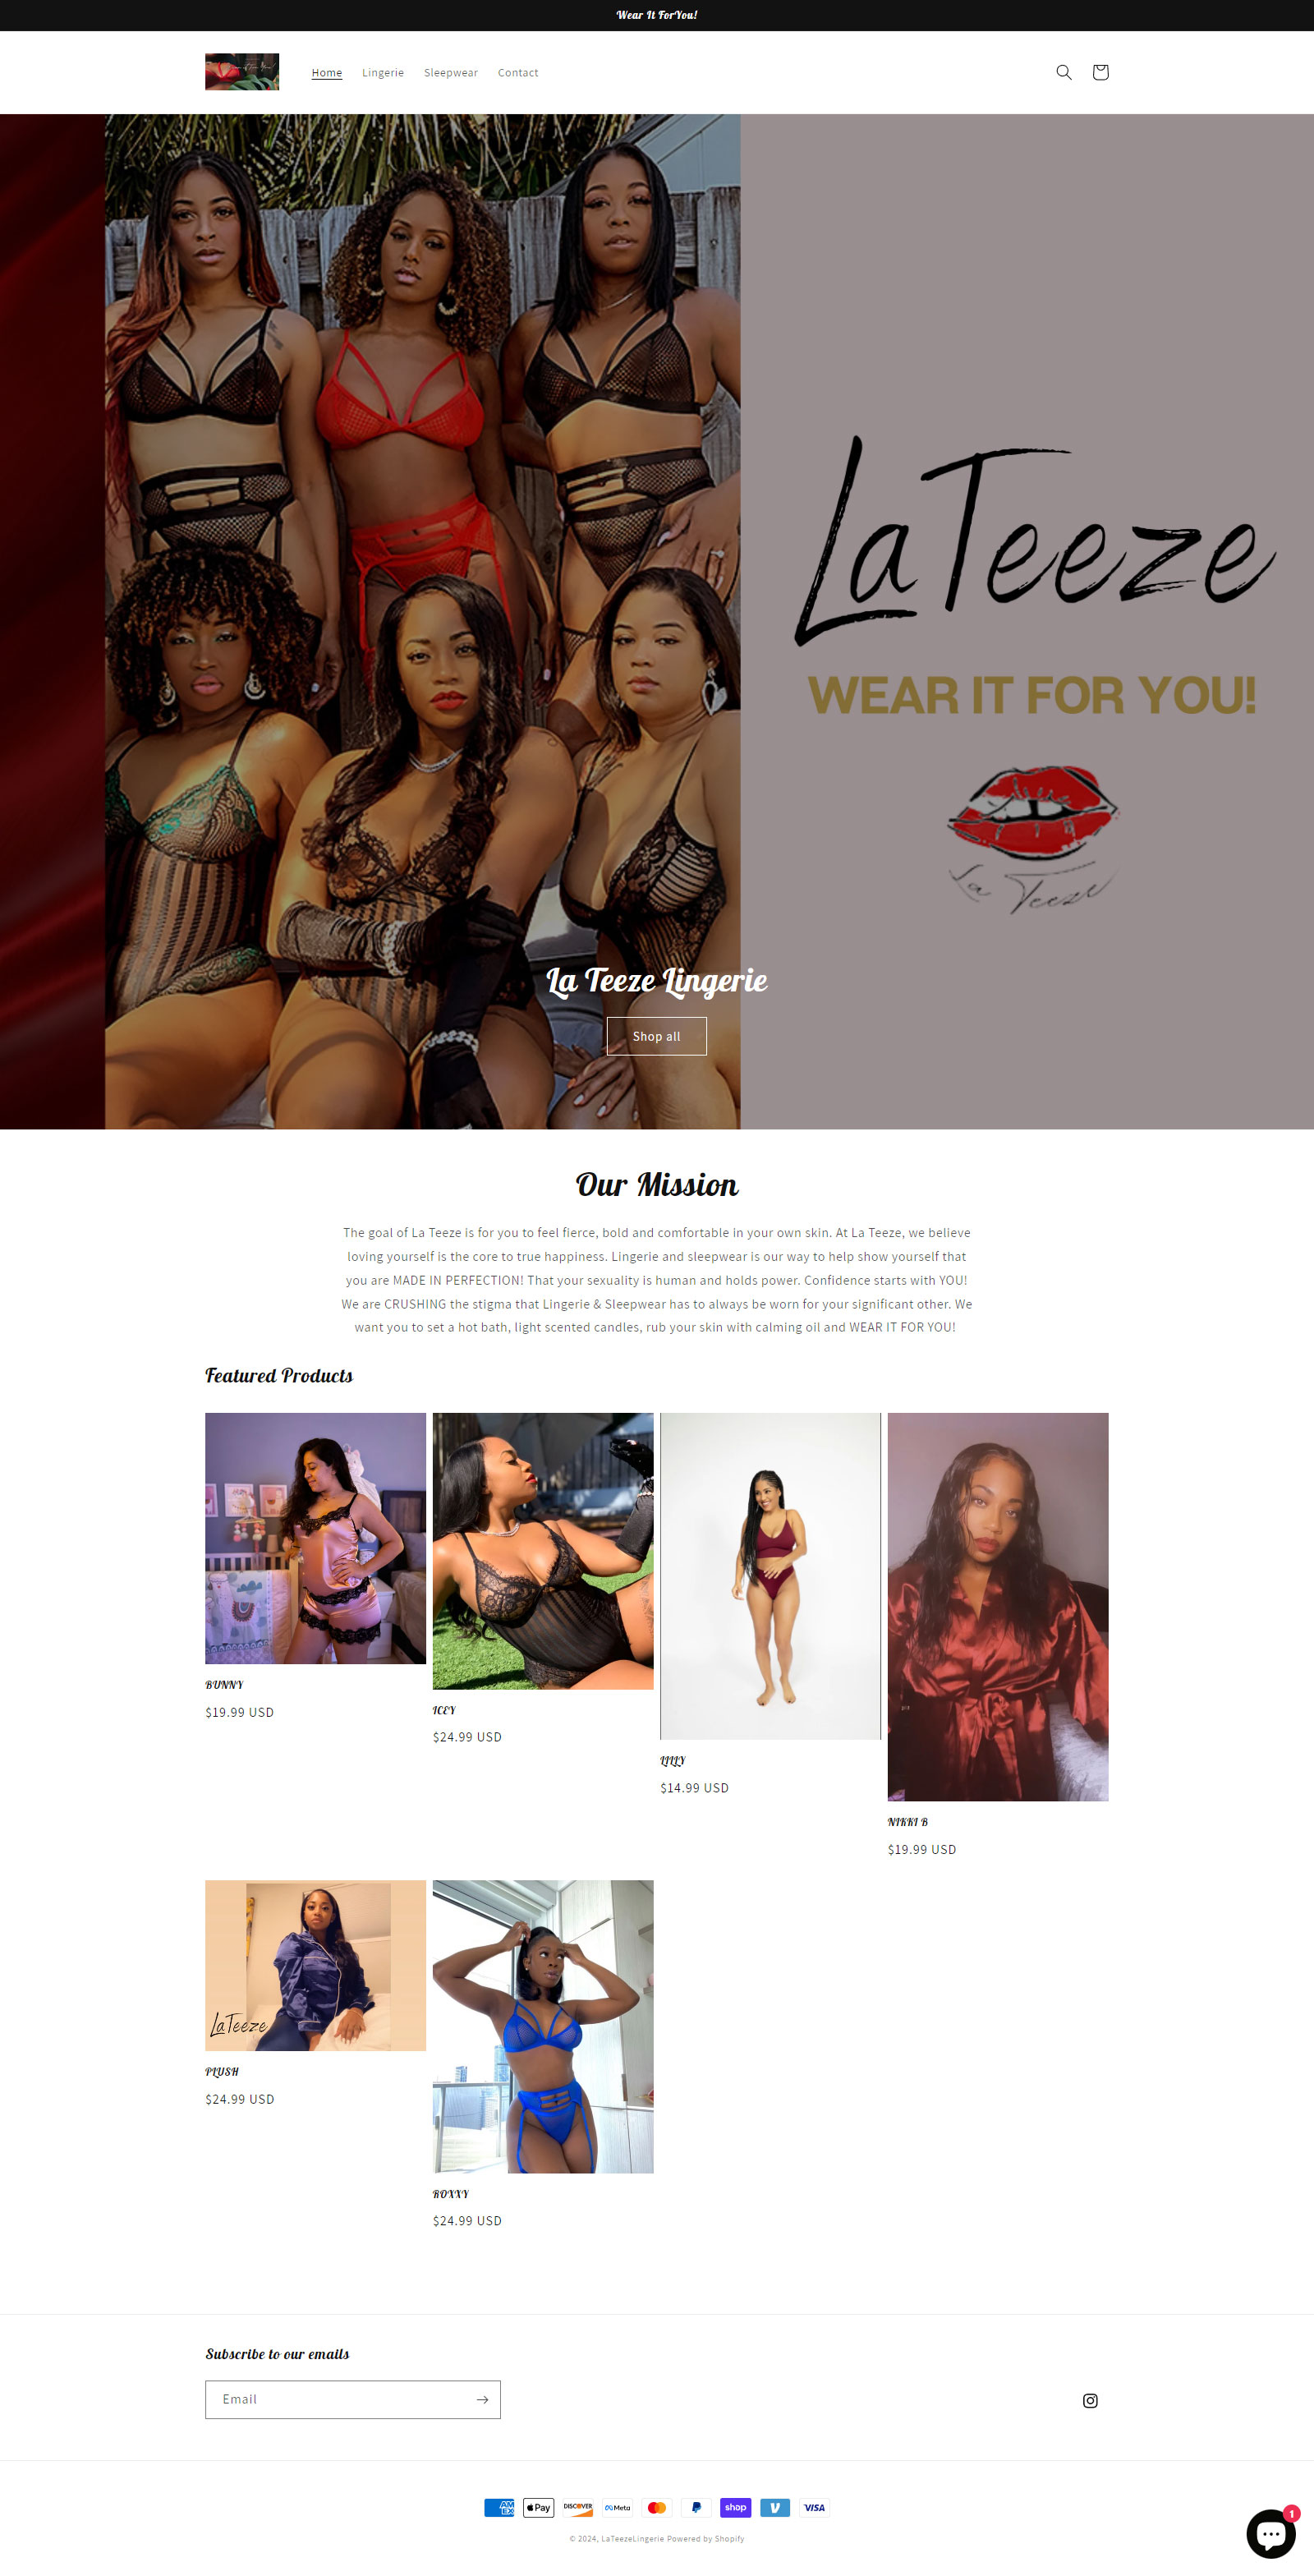 Wear It ForYou!
Home Lingerie Sleepwear Contact
LaTeeze
WEAR IT FOR YOU!
La Teeze
La Teeze Lingerie
Shop all
Our Mission
The goal of La Teeze is for you to feel fierce, bold and comfortable in your own skin. At La Teeze, we believe
loving yourself is the core to true happiness. Lingerie and sleepwear is our way to help show yourself that
you are MADE IN PERFECTION! That your sexuality is human and holds power. Confidence starts with YOU!
We are CRUSHING the stigma that Lingerie & Sleepwear has to always be worn for your significant other. We
want you to set a hot bath, light scented candles, rub your skin with calming oil and WEAR IT FOR YOU!
Featured Products
BUNNY
$19.99 USD
ICEY
$24.99 USD
LILLY
$14.99 USD
NIKKI B
$19.99 USD
LaTeeze
PLUSH
$24.99 USD
ROXXY
$24.99 USD
Subscribe to our emails
Email
AMEX Pay DISCOVER Meta shop VISA
© 2024, LaTeezeLingerie Powered by Shopify
1